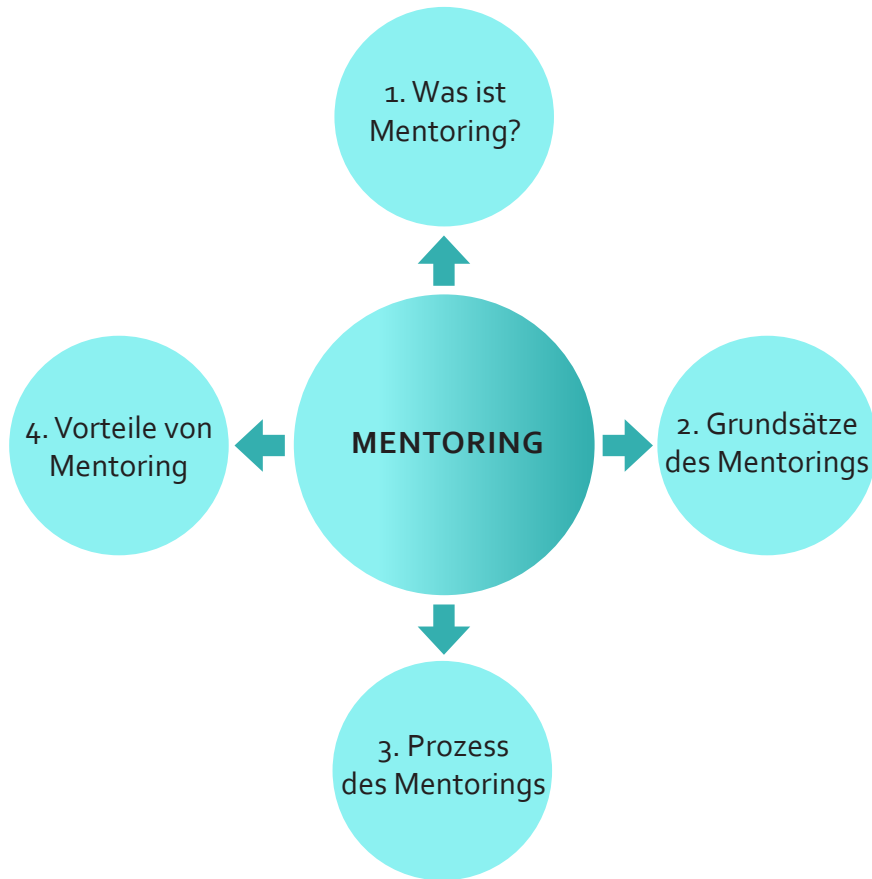 1. Was ist
Mentoring?
4. Vorteile von
Mentoring
MENTORING
2. Grundsätze
des Mentorings
3. Prozess
des Mentorings